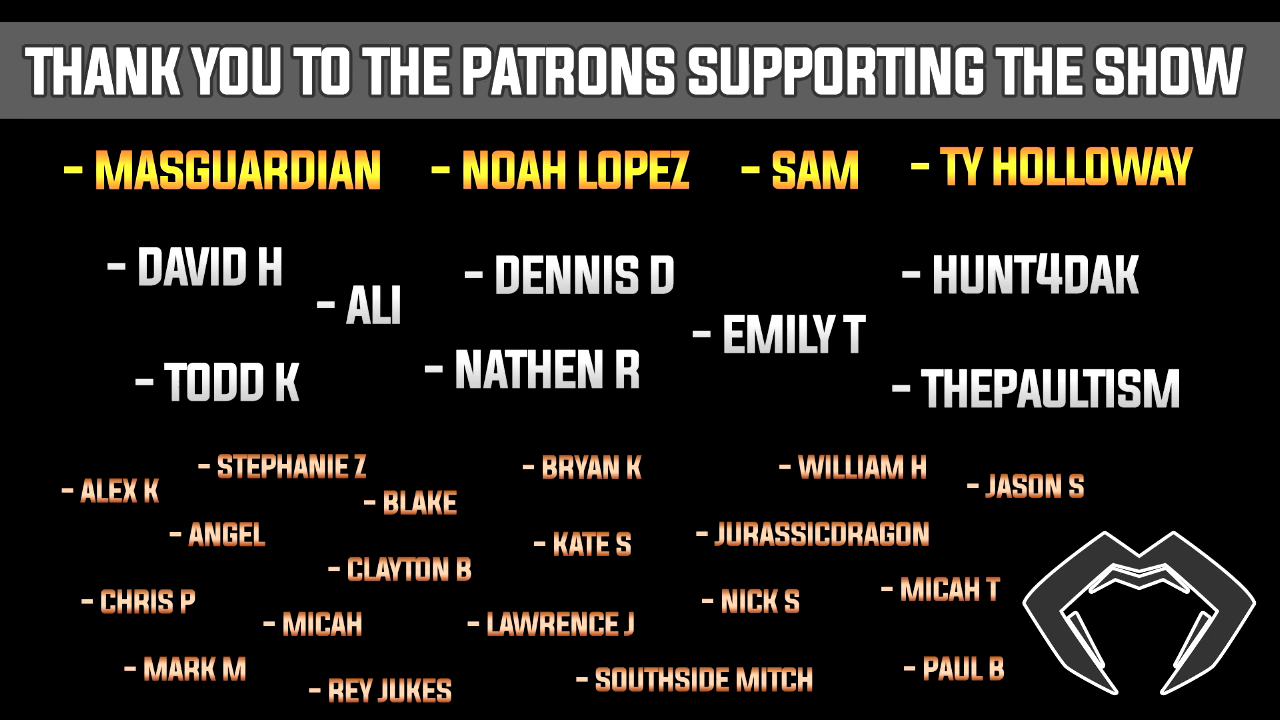 THANK YOU TO THE PATRONS SUPPORTING THE SHOW
- MASGUARDIAN - NOAH LOPEZ - SAM - TY HOLLOWAY
- DAVID H - DENNIS D - HUNT4DAK
- ALI - EMILY T
- TODD K - NATHEN R - THEPAULTISM
- STEPHANIE Z - BRYAN K - WILLIAM H
- ALEX K - BLAKE - JASON S
- ANGEL - KATE S - JURASSICDRAGON
- CLAYTON B - MICAH T
- CHRIS P - NICK S
- MICAH - LAWRENCE J
- MARK M - SOUTHSIDE MITCH - PAUL B
- REY JUKES